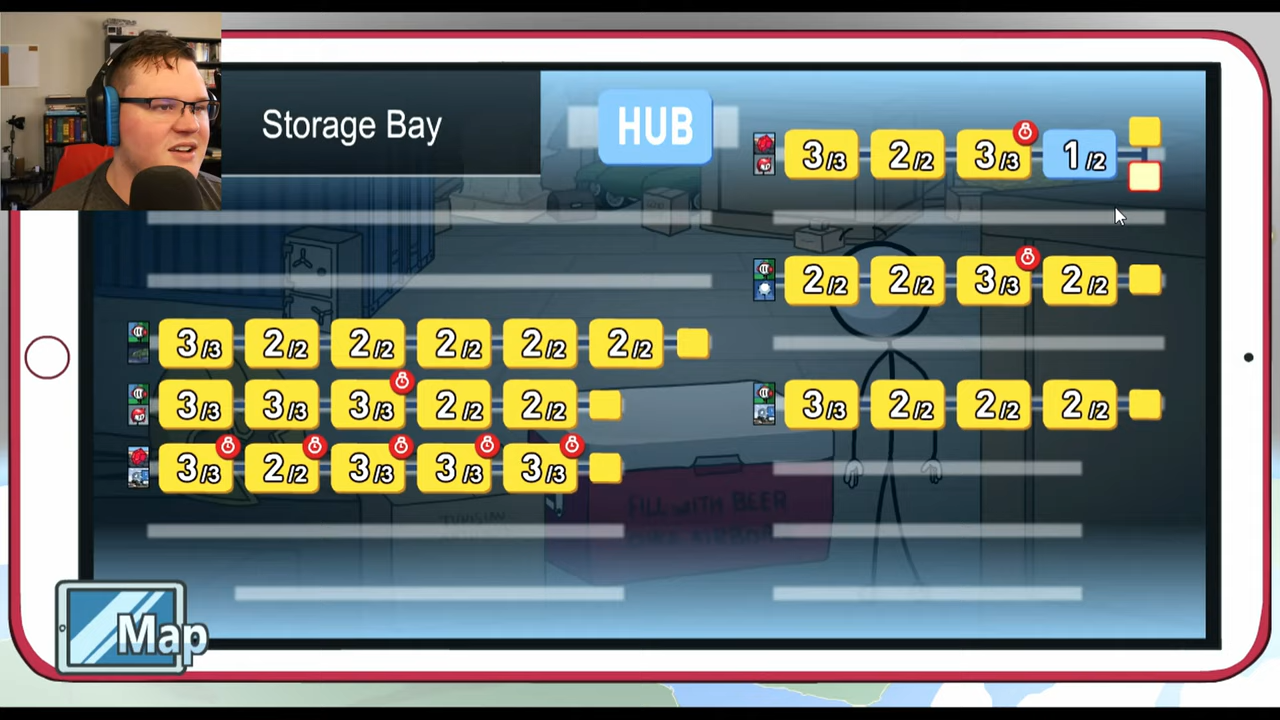 Storage Bay
HUB
3/3 2/2 3/3 1/2
2/2 2/2 3/3 2/2
3/3 2/2 2/2 2/2 2/2 2/2
3/3 3/3 3/3 2/2 2/2
3/3 2/2 2/2 2/2
3/3 2/2 3/3 3/3 3/3
FILL WITH BEER
Map